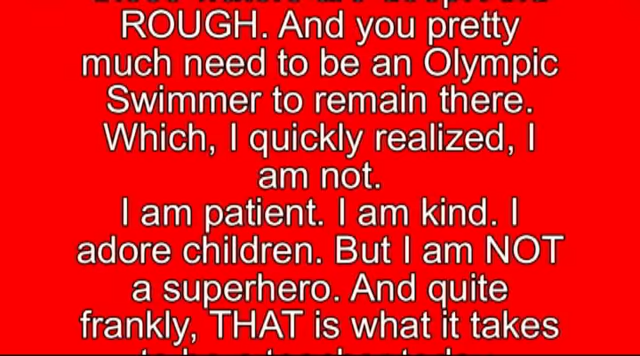 ROUGH. And you pretty
much need to be an Olympic
Swimmer to remain there.
Which, I quickly realized, I
am not.
I am patient. I am kind. I
adore children. But I am NOT
a superhero. And quite
frankly, THAT is what it takes